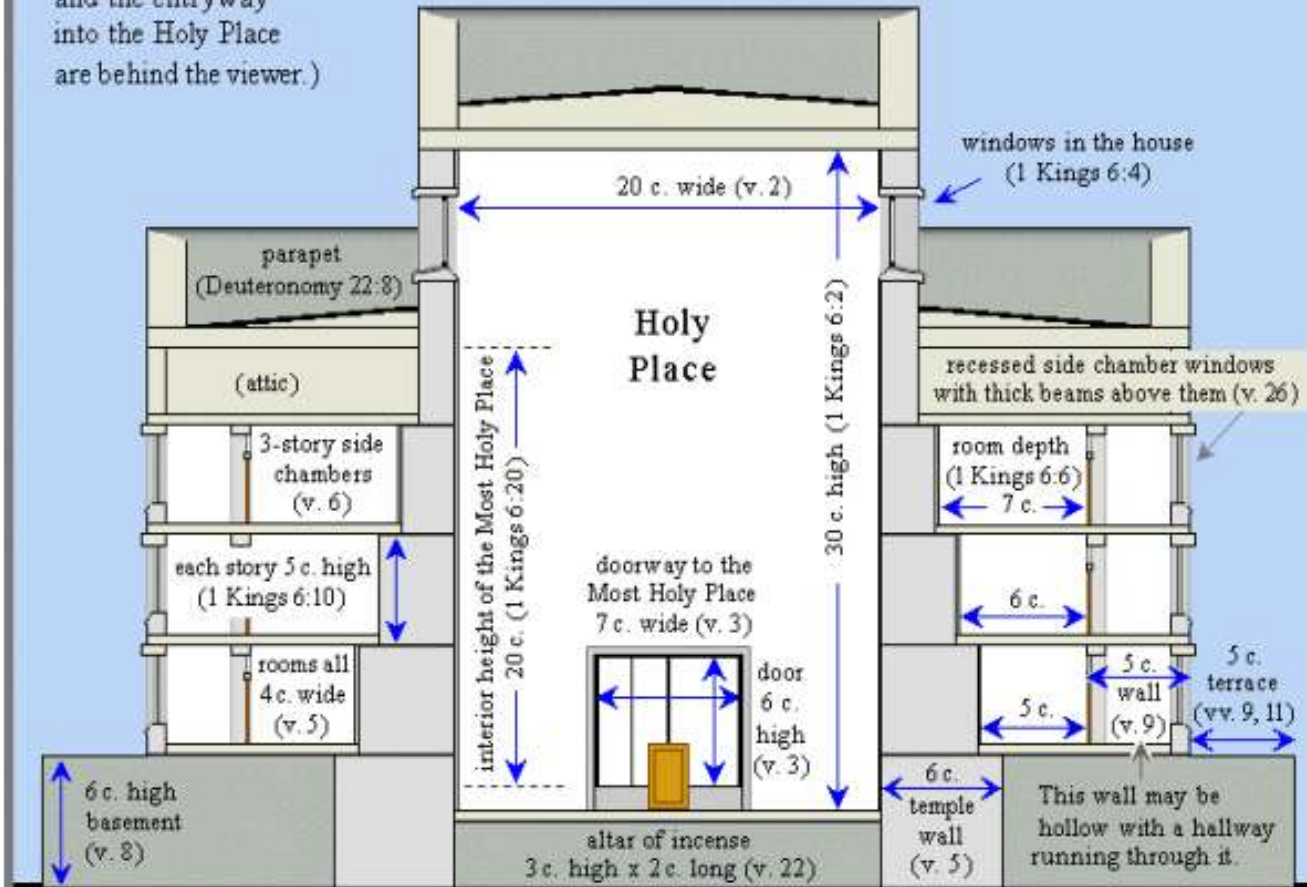 and the entryway
into the Holy Place
are behind the viewer.)
windows in the house
(1 Kings 6:4)
20 c. wide (v. 2)
parapet
(Deuteronomy 22:8)
Holy
Place
30 c. high (1 Kings 6:2)
interior height of the Most Holy Place
20 c. (1 Kings 6:20)
(attic)
recessed side chamber windows
with thick beams above them (v. 26)
3-story side
chambers
(v. 6)
room depth
(1 Kings 6:6)
7 c.
each story 5 c. high
(1 Kings 6:10)
doorway to the
Most Holy Place
7 c. wide (v. 3)
6 c.
rooms all
4 c. wide
(v. 5)
door
6 c.
high
(v. 3)
5 c.
5 c.
wall
(v. 9)
5 c.
terrace
(vv. 9, 11)
6 c. high
basement
(v. 8)
altar of incense
3 c. high x 2 c. long (v. 22)
6 c.
temple
wall
(v. 5)
This wall may be
hollow with a hallway
running through it.